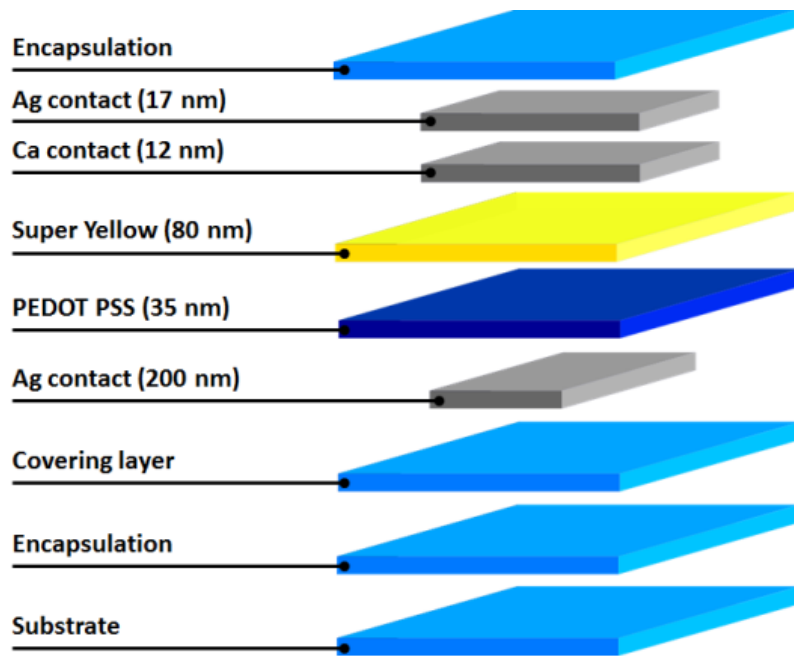 Encapsulation
Ag contact (17 nm)
Ca contact (12 nm)
Super Yellow (80 nm)
PEDOT PSS (35 nm)
Ag contact (200 nm)
Covering layer
Encapsulation
Substrate